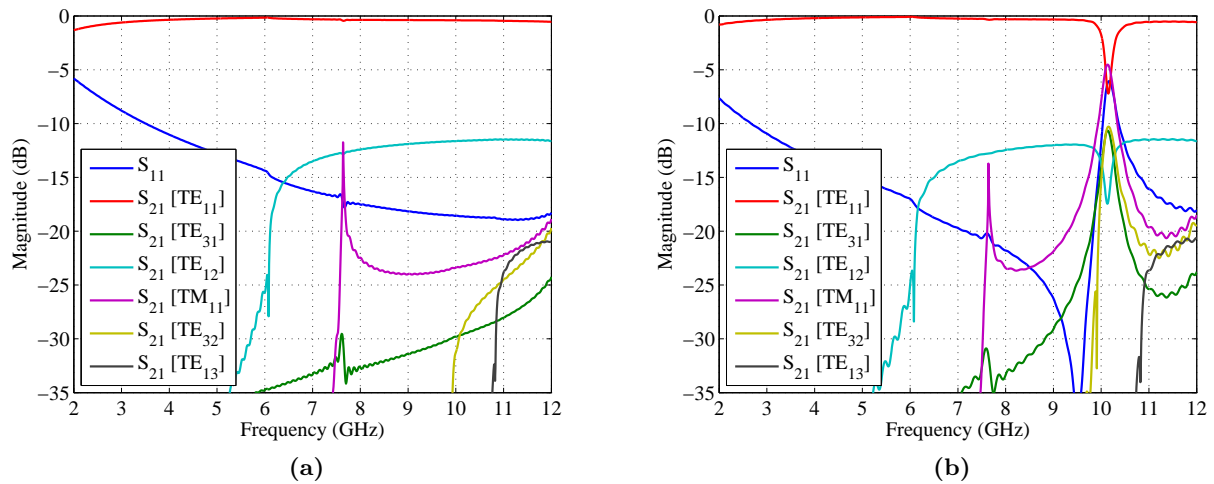 0
−5
−10
−15
−20
−25
−30
−35
Magnitude (dB)
S11
S21 [TE11]
S21 [TE31]
S21 [TE12]
S21 [TM11]
S21 [TE32]
S21 [TE13]
2 3 4 5 6 7 8 9 10 11 12
Frequency (GHz)
(a)
0
−5
−10
−15
−20
−25
−30
−35
Magnitude (dB)
S11
S21 [TE11]
S21 [TE31]
S21 [TE12]
S21 [TM11]
S21 [TE32]
S21 [TE13]
2 3 4 5 6 7 8 9 10 11 12
Frequency (GHz)
(b)